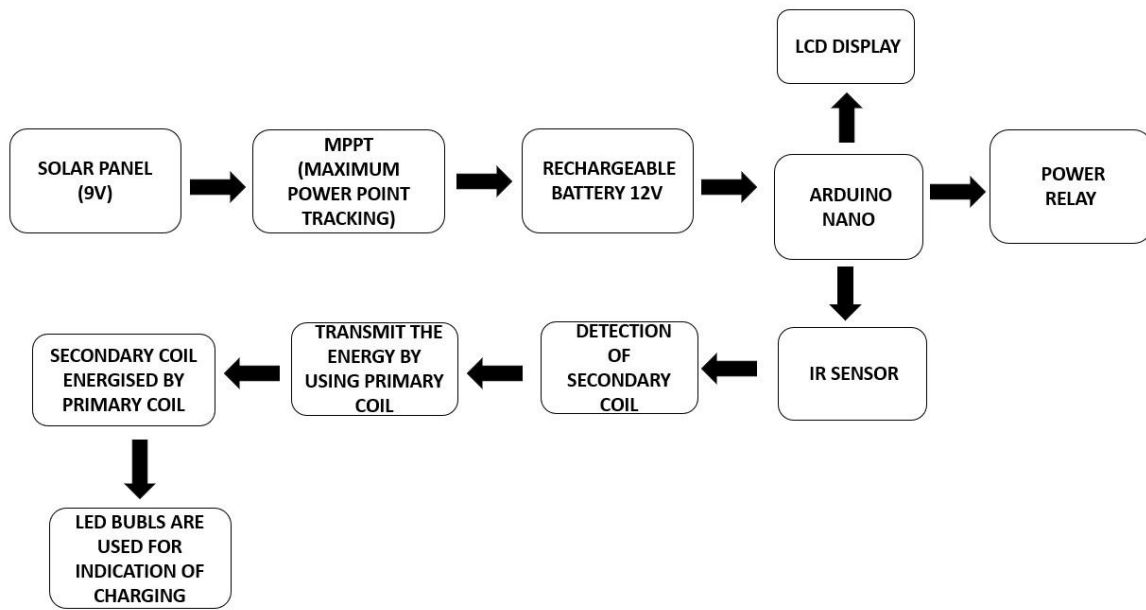 LCD DISPLAY
SOLAR PANEL
(9V)
MPPT
(MAXIMUM
POWER POINT
TRACKING)
RECHARGEABLE
BATTERY 12V
ARDUINO
NANO
POWER
RELAY
SECONDARY COIL
ENERGISED BY
PRIMARY COIL
TRANSMIT THE
ENERGY BY
USING PRIMARY
COIL
DETECTION
OF
SECONDARY
COIL
IR SENSOR
LED BUBLS ARE
USED FOR
INDICATION OF
CHARGING